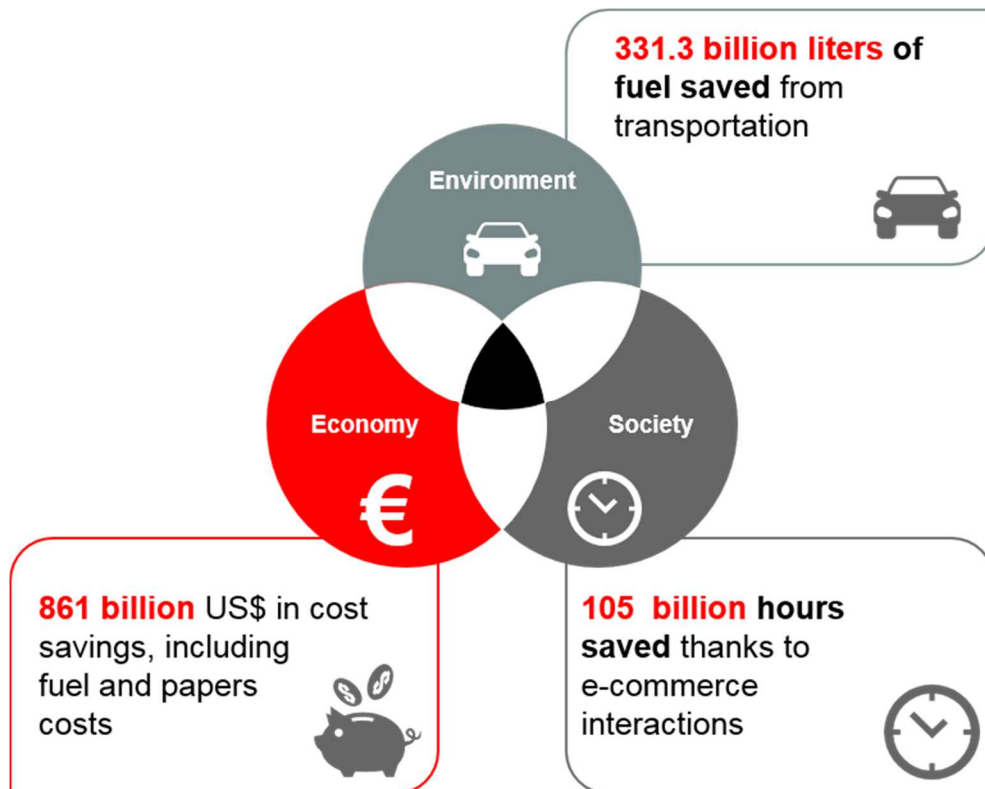 331.3 billion liters of
fuel saved from
transportation
Environment
Economy
€
Society
861 billion US$ in cost
savings, including
fuel and papers
costs
$ $
105 billion hours
saved thanks to
e-commerce
interactions